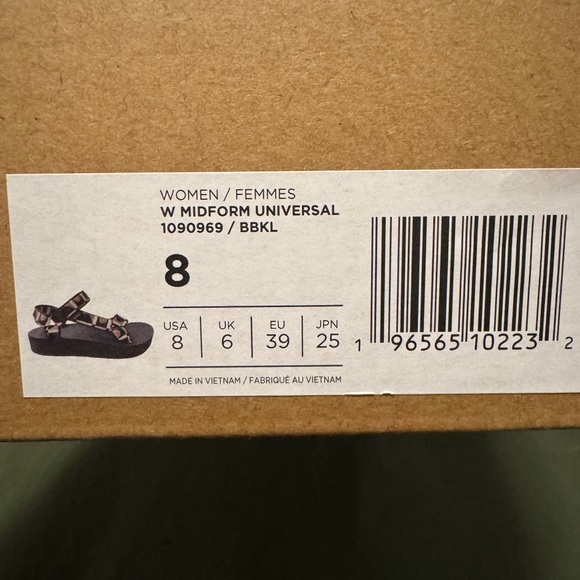 WOMEN / FEMMES
W MIDFORM UNIVERSAL
1090969 / BBKL
8
USA UK EU JPN
8 6 39 25
MADE IN VIETNAM / FABRIQUÉ AU VIETNAM
1 96565 10223 2